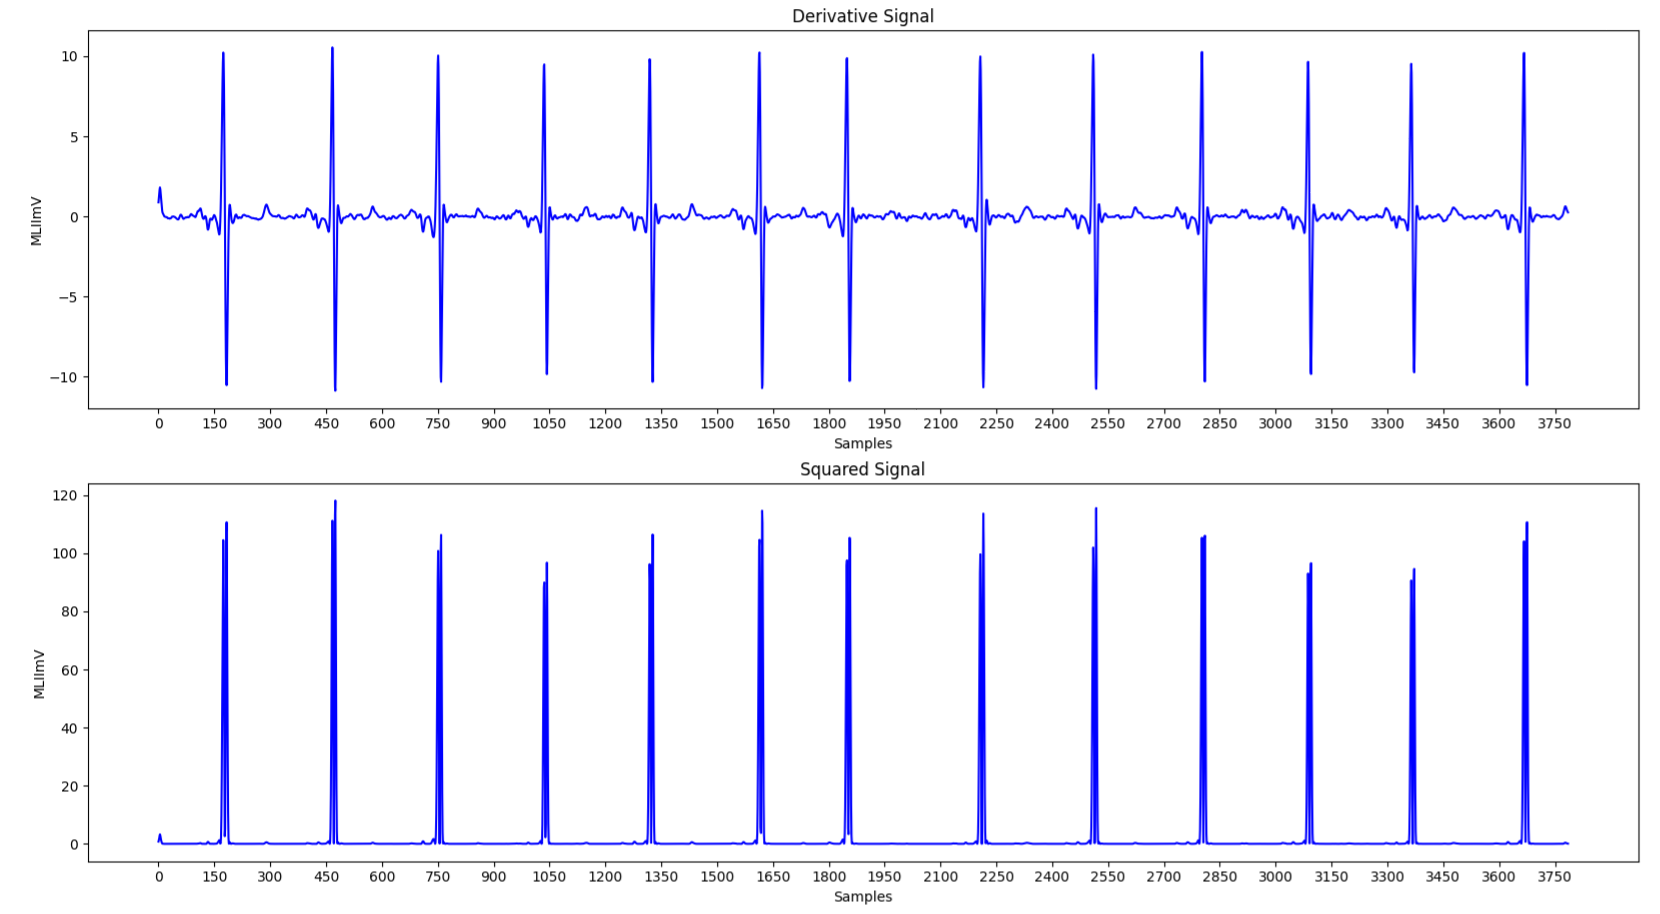 Derivative Signal
10
5
0
−5
−10
MLIImV
0 150 300 450 600 750 900 1050 1200 1350 1500 1650 1800 1950 2100 2250 2400 2550 2700 2850 3000 3150 3300 3450 3600 3750
Samples
Squared Signal
120
100
80
60
40
20
0
MLIImV
0 150 300 450 600 750 900 1050 1200 1350 1500 1650 1800 1950 2100 2250 2400 2550 2700 2850 3000 3150 3300 3450 3600 3750
Samples